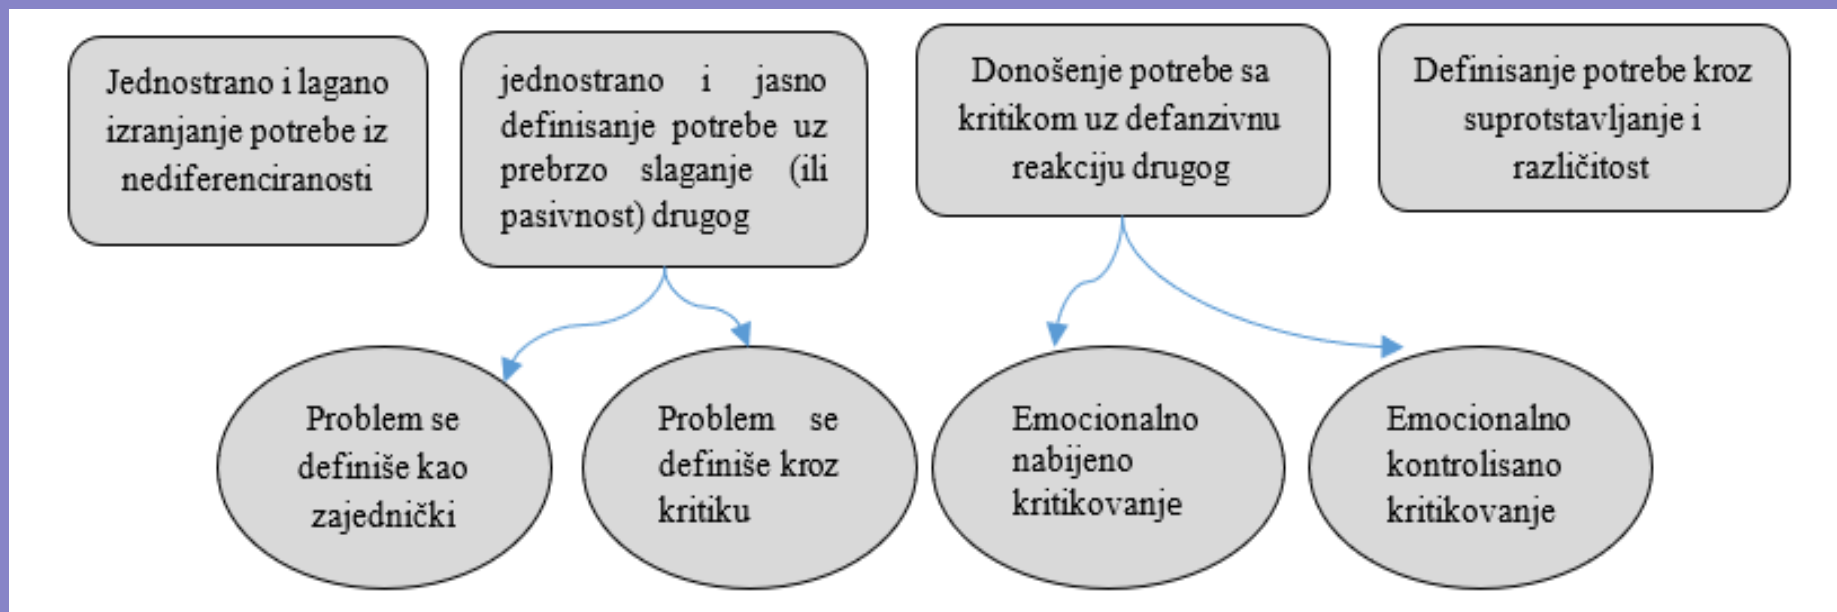 Jednostrano i lagano
izranjanje potrebe iz
nediferenciranosti
jednostrano i jasno
definisanje potrebe uz
prebrzo slaganje (ili
pasivnost) drugog
Donošenje potrebe sa
kritikom uz defanzivnu
reakciju drugog
Definisanje potrebe kroz
suprotstavljanje i
različitost
Problem se
definiše kao
zajednički
Problem se
definiše kroz
kritiku
Emocionalno
nabijeno
kritikovanje
Emocionalno
kontrolisano
kritikovanje